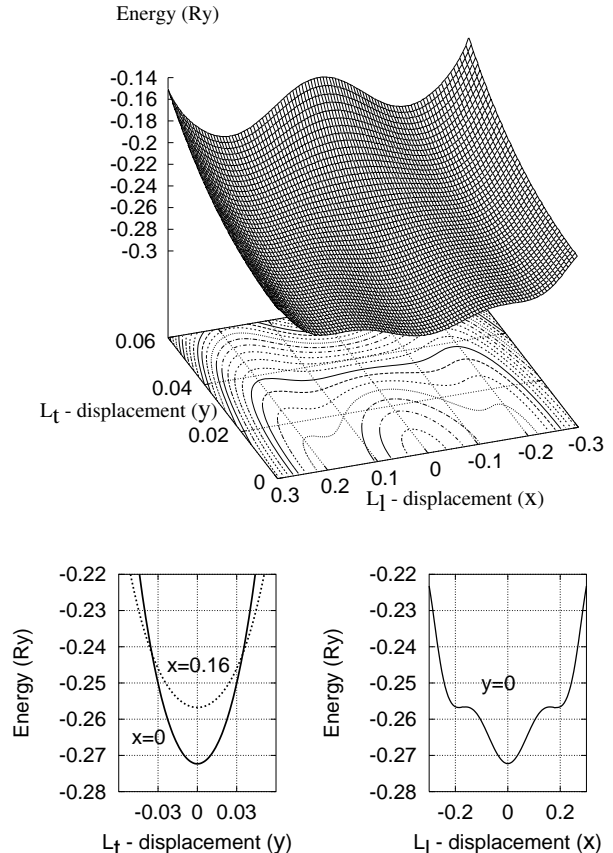 Energy (Ry)
-0.14
-0.16
-0.18
-0.2
-0.22
-0.24
-0.26
-0.28
-0.3
0.06
0.04
0.02
0
Lt - displacement (y)
0.3 0.2 0.1 0 -0.1 -0.2 -0.3
Ll - displacement (x)
Energy (Ry)
-0.22
-0.23
-0.24
-0.25
-0.26
-0.27
-0.28
x=0.16
x=0
-0.03 0 0.03
Lt - displacement (y)
Energy (Ry)
-0.22
-0.23
-0.24
-0.25
-0.26
-0.27
-0.28
y=0
-0.2 0 0.2
Ll - displacement (x)